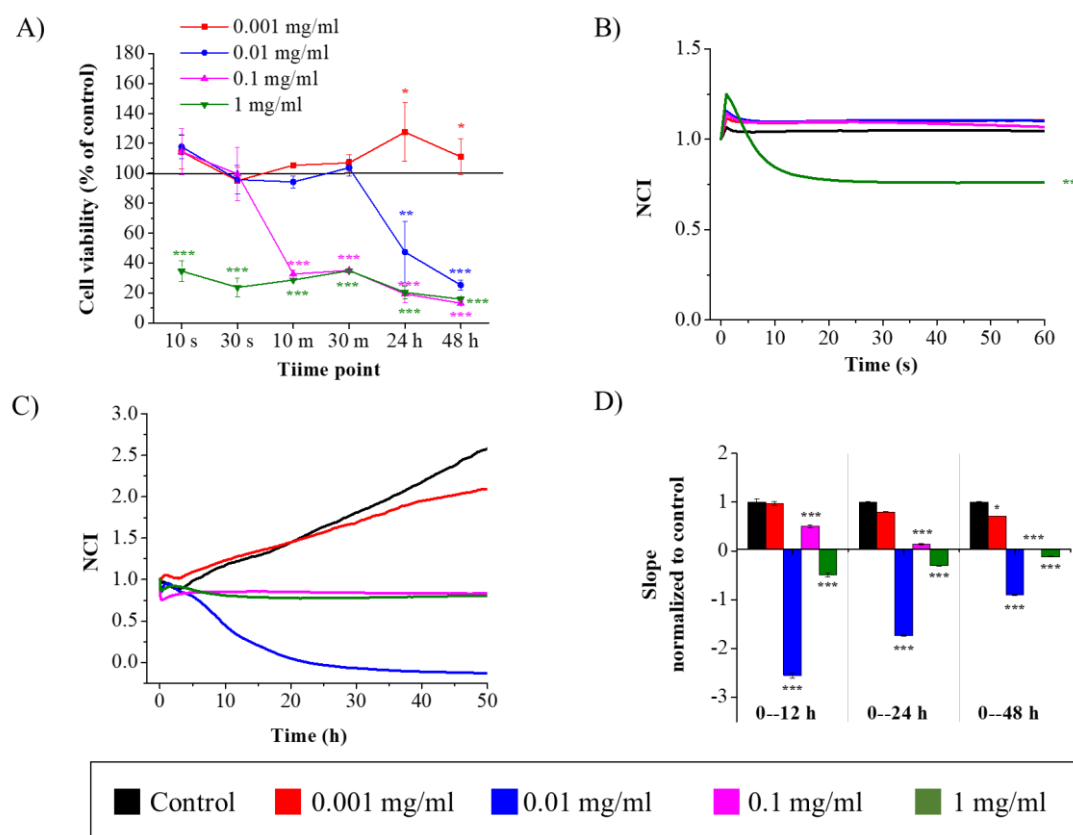 A)
0.001 mg/ml
0.01 mg/ml
0.1 mg/ml
1 mg/ml
Cell viability (% of control)
180
160
140
120
100
80
60
40
20
0
*
*
**
***
***
***
***
***
***
***
***
***
***
***
10 s
30 s
10 m
30 m
24 h
48 h
Tiime point
B)
NCI
1.5
1.0
0.5
0.0
**
0
10
20
30
40
50
60
Time (s)
C)
NCI
3.0
2.5
2.0
1.5
1.0
0.5
0.0
0
10
20
30
40
50
Time (h)
D)
Slope
normalized to control
2
1
0
-1
-2
-3
***
***
***
***
***
***
*
***
***
***
0--12 h
0--24 h
0--48 h
Control
0.001 mg/ml
0.01 mg/ml
0.1 mg/ml
1 mg/ml